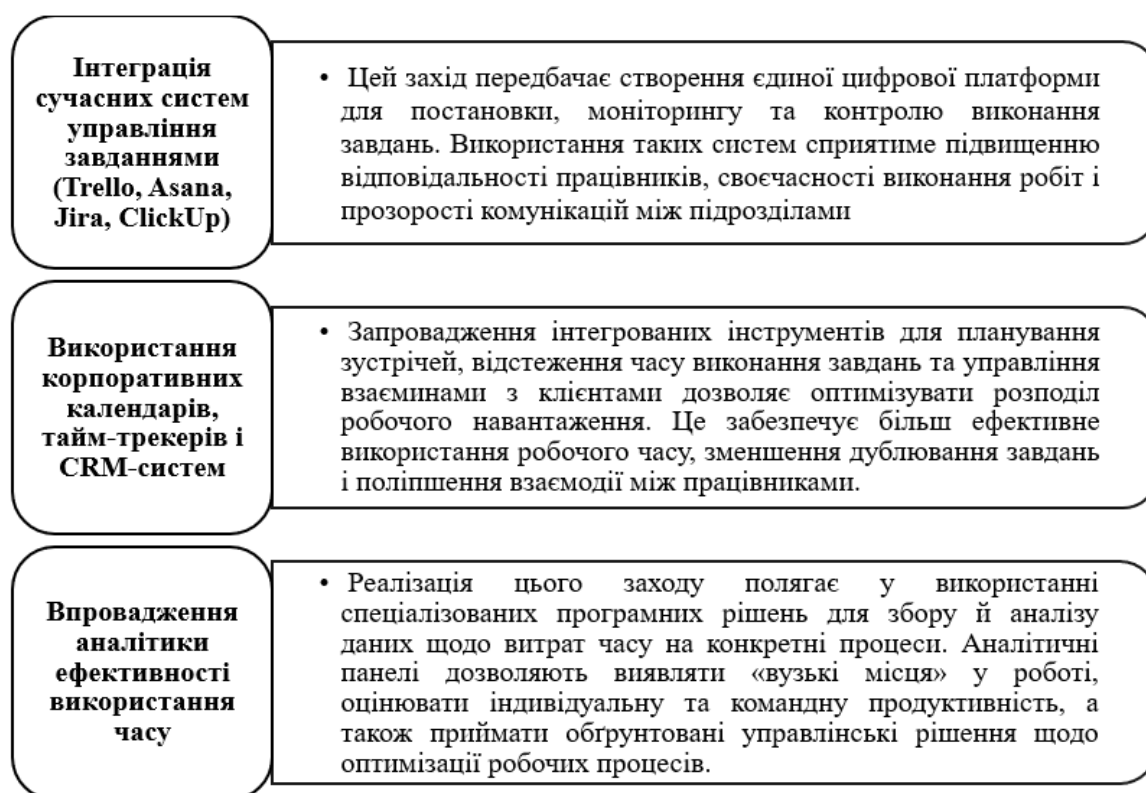 Інтеграція
сучасних систем
управління
завданнями
(Trello, Asana,
Jira, ClickUp)
• Цей захід передбачає створення єдиної цифрової платформи
для постановки, моніторингу та контролю виконання
завдань. Використання таких систем сприятиме підвищенню
відповідальності працівників, своєчасності виконання робіт і
прозорості комунікацій між підрозділами
Використання
корпоративних
календарів,
тайм-трекерів і
CRM-систем
• Запровадження інтегрованих інструментів для планування
зустрічей, відстеження часу виконання завдань та управління
взаєминами з клієнтами дозволяє оптимізувати розподіл
робочого навантаження. Це забезпечує більш ефективне
використання робочого часу, зменшення дублювання завдань
і поліпшення взаємодії між працівниками.
Впровадження
аналітики
ефективності
використання
часу
• Реалізація цього заходу полягає у використанні
спеціалізованих програмних рішень для збору й аналізу
даних щодо витрат часу на конкретні процеси. Аналітичні
панелі дозволяють виявляти «вузькі місця» у роботі,
оцінювати індивідуальну та командну продуктивність, а
також приймати обґрунтовані управлінські рішення щодо
оптимізації робочих процесів.